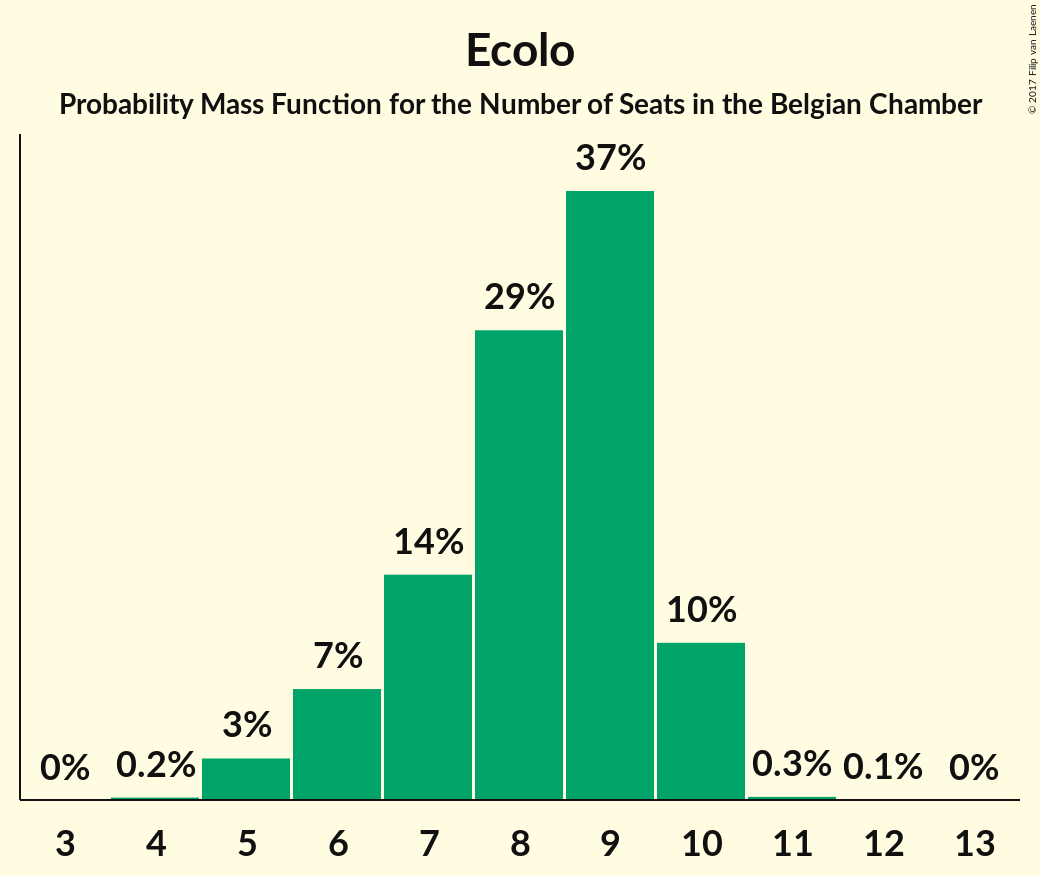 Ecolo
Probability Mass Function for the Number of Seats in the Belgian Chamber
© 2017 Filip van Laenen
0% 0.2% 3% 7% 14% 29% 37% 10% 0.3% 0.1% 0%
3 4 5 6 7 8 9 10 11 12 13